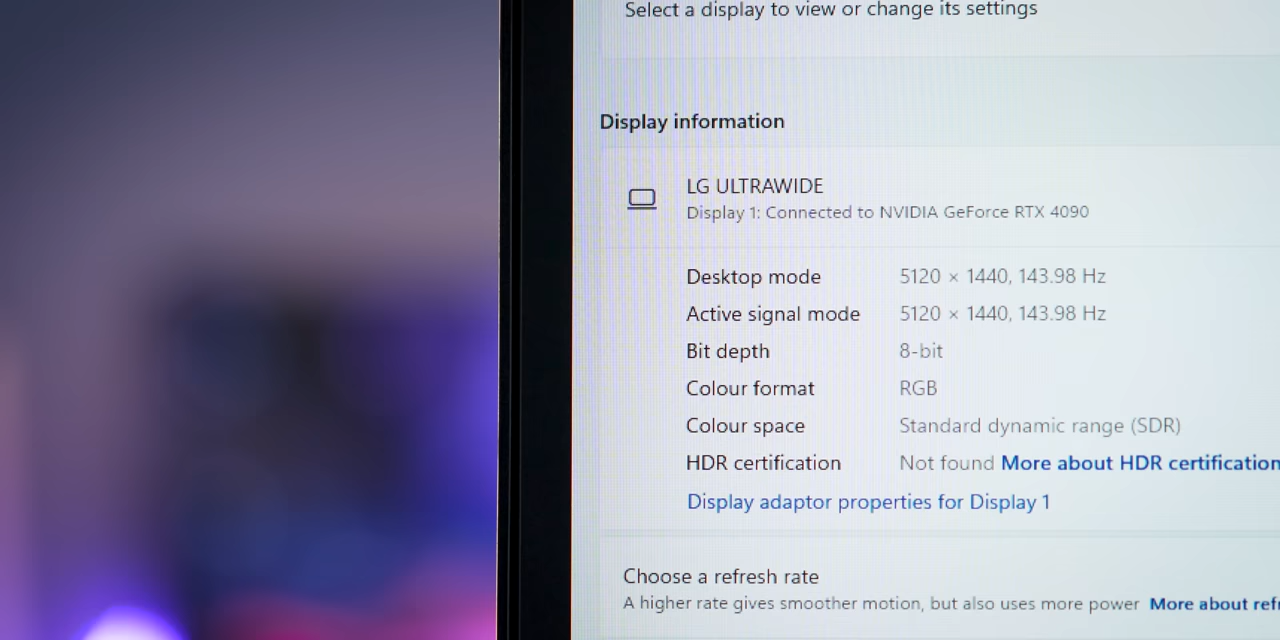 Select a display to view or change its settings
Display information
LG ULTRAWIDE
Display 1: Connected to NVIDIA GeForce RTX 4090
Desktop mode 5120 × 1440, 143.98 Hz
Active signal mode 5120 × 1440, 143.98 Hz
Bit depth 8-bit
Colour format RGB
Colour space Standard dynamic range (SDR)
HDR certification Not found More about HDR certification
Display adaptor properties for Display 1
Choose a refresh rate
A higher rate gives smoother motion, but also uses more power More about refr